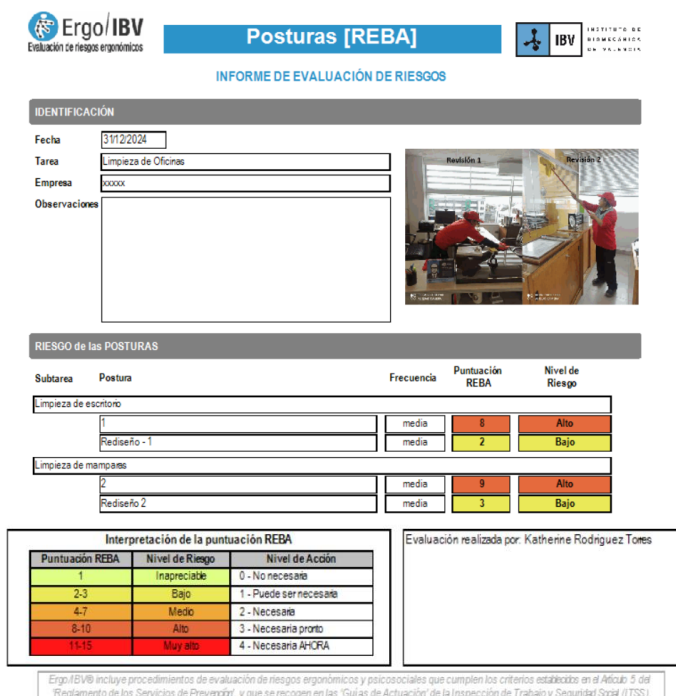 Ergo/IBV
Evaluación de riesgos ergonómicos
Posturas [REBA]
IBV
INSTITUTO DE
BIOMECÁNICA
DE VALENCIA
INFORME DE EVALUACIÓN DE RIESGOS
IDENTIFICACIÓN
Fecha 31/12/2024
Tarea Limpieza de Oficinas
Empresa xxxxx
Observaciones
Revisión 1 Revisión 2
RIESGO de las POSTURAS
Subtarea Postura Frecuencia Puntuación REBA Nivel de Riesgo
Limpieza de escritorio
1 media 8 Alto
Rediseño - 1 media 2 Bajo
Limpieza de mamparas
2 media 9 Alto
Rediseño 2 media 3 Bajo
Interpretación de la puntuación REBA
Puntuación REBA Nivel de Riesgo Nivel de Acción
1 Inapreciable 0 - No necesaria
2-3 Bajo 1 - Puede ser necesaria
4-7 Medio 2 - Necesaria
8-10 Alto 3 - Necesaria pronto
11-15 Muy alto 4 - Necesaria AHORA
Evaluación realizada por: Katherine Rodriguez Torres
Ergo/IBV® incluye procedimientos de evaluación de riesgos ergonómicos y psicosociales que cumplen los criterios establecidos en el Artículo 5 del
'Reglamento de los Servicios de Prevención', y que se recogen en las 'Guías de Actuación' de la Inspección de Trabajo y Seguridad Social (ITSS).